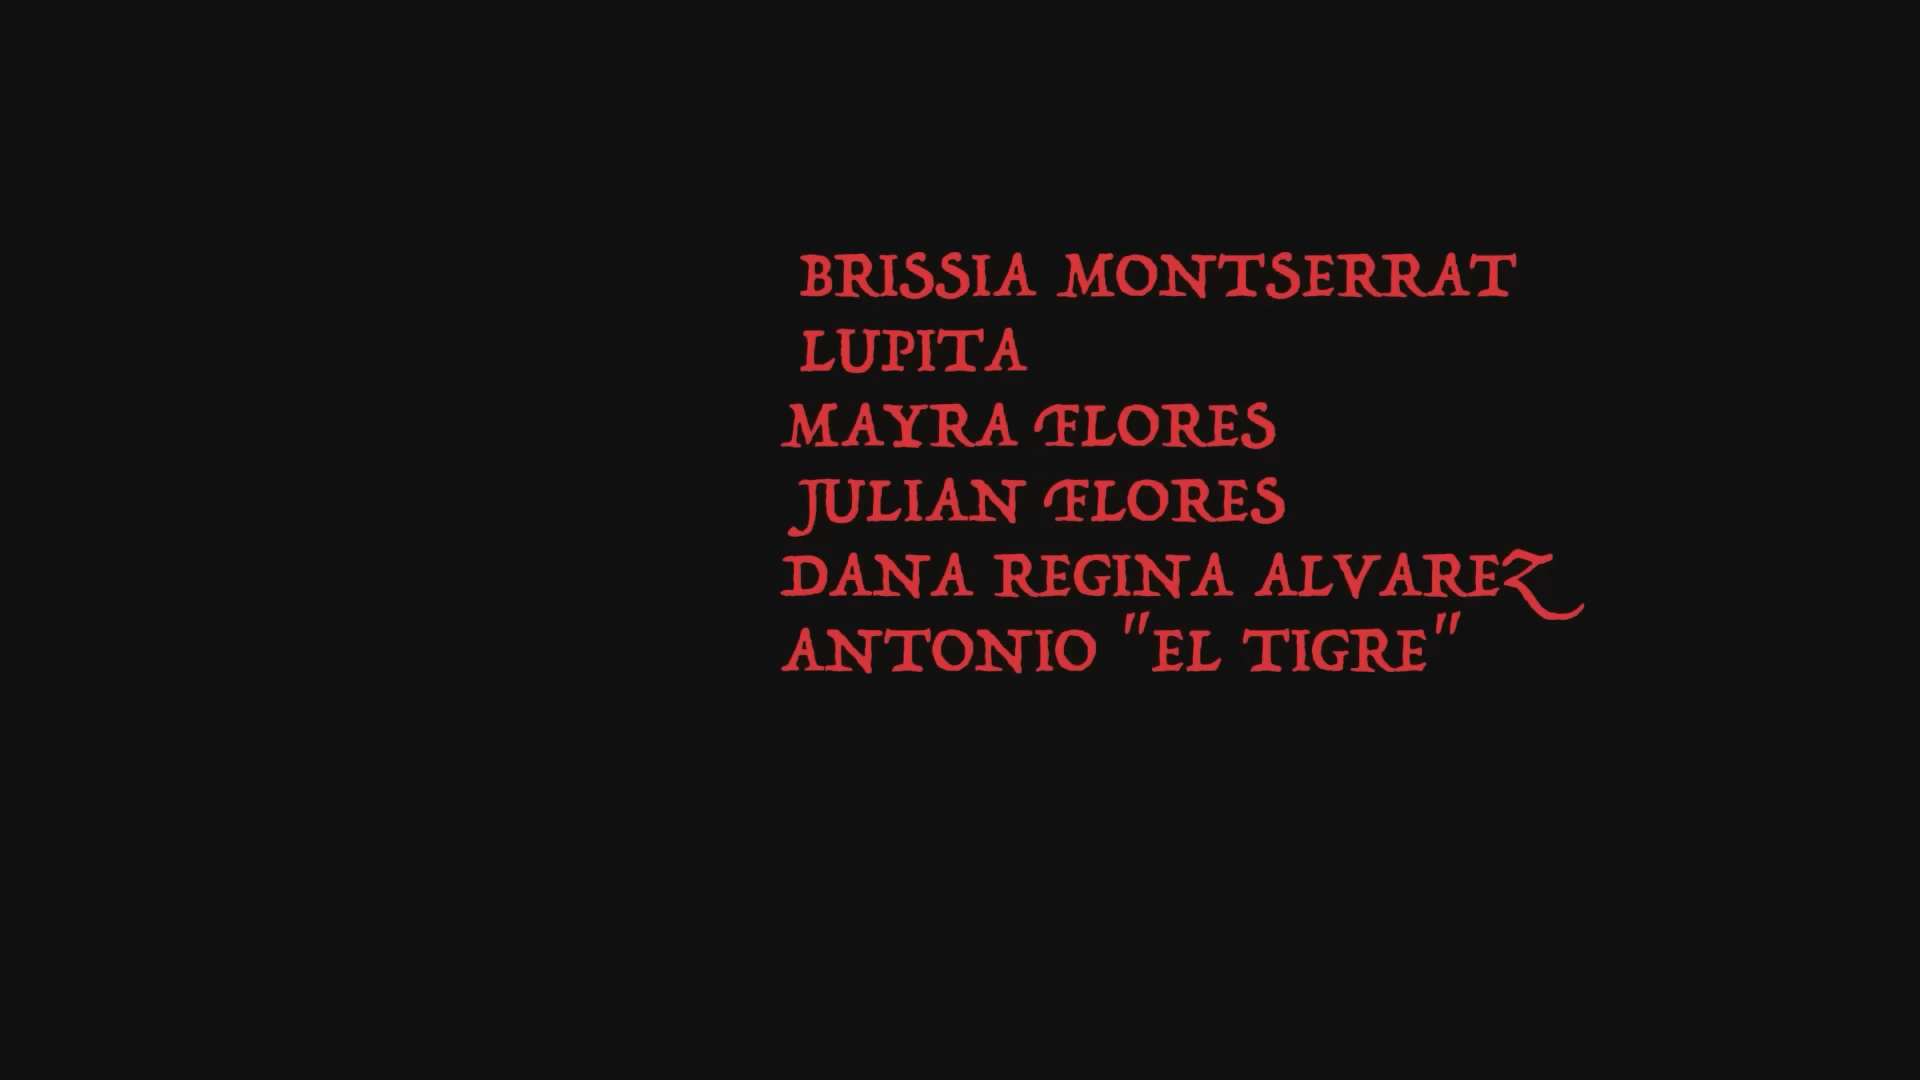 BRISSIA MONTSERRAT
LUPITA
MAYRA FLORES
JULIAN FLORES
DANA REGINA ALVAREZ
ANTONIO "EL TIGRE"